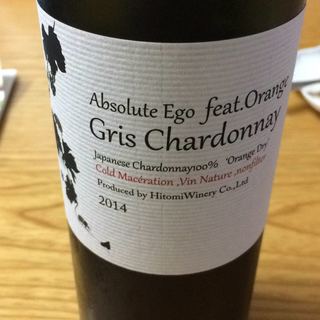 Absolute Ego feat.Orange
Gris Chardonnay
Japanese Chardonnay100% 'Orange Dry'
Cold Macération ,Vin Nature ,nonfilter
Produced by HitomiWinery Co.,Ltd
2014